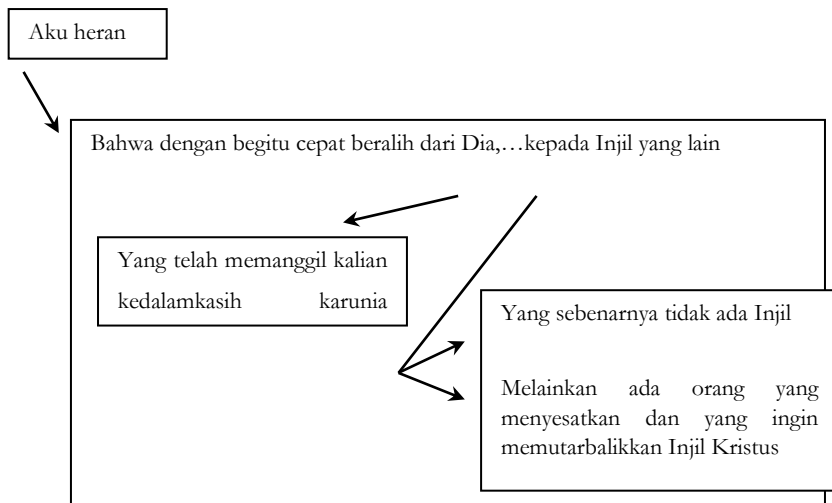 Aku heran
Bahwa dengan begitu cepat beralih dari Dia,…kepada Injil yang lain
Yang telah memanggil kalian
kedalamkasih karunia
Yang sebenarnya tidak ada Injil
Melainkan ada orang yang
menyesatkan dan yang ingin
memutarbalikkan Injil Kristus